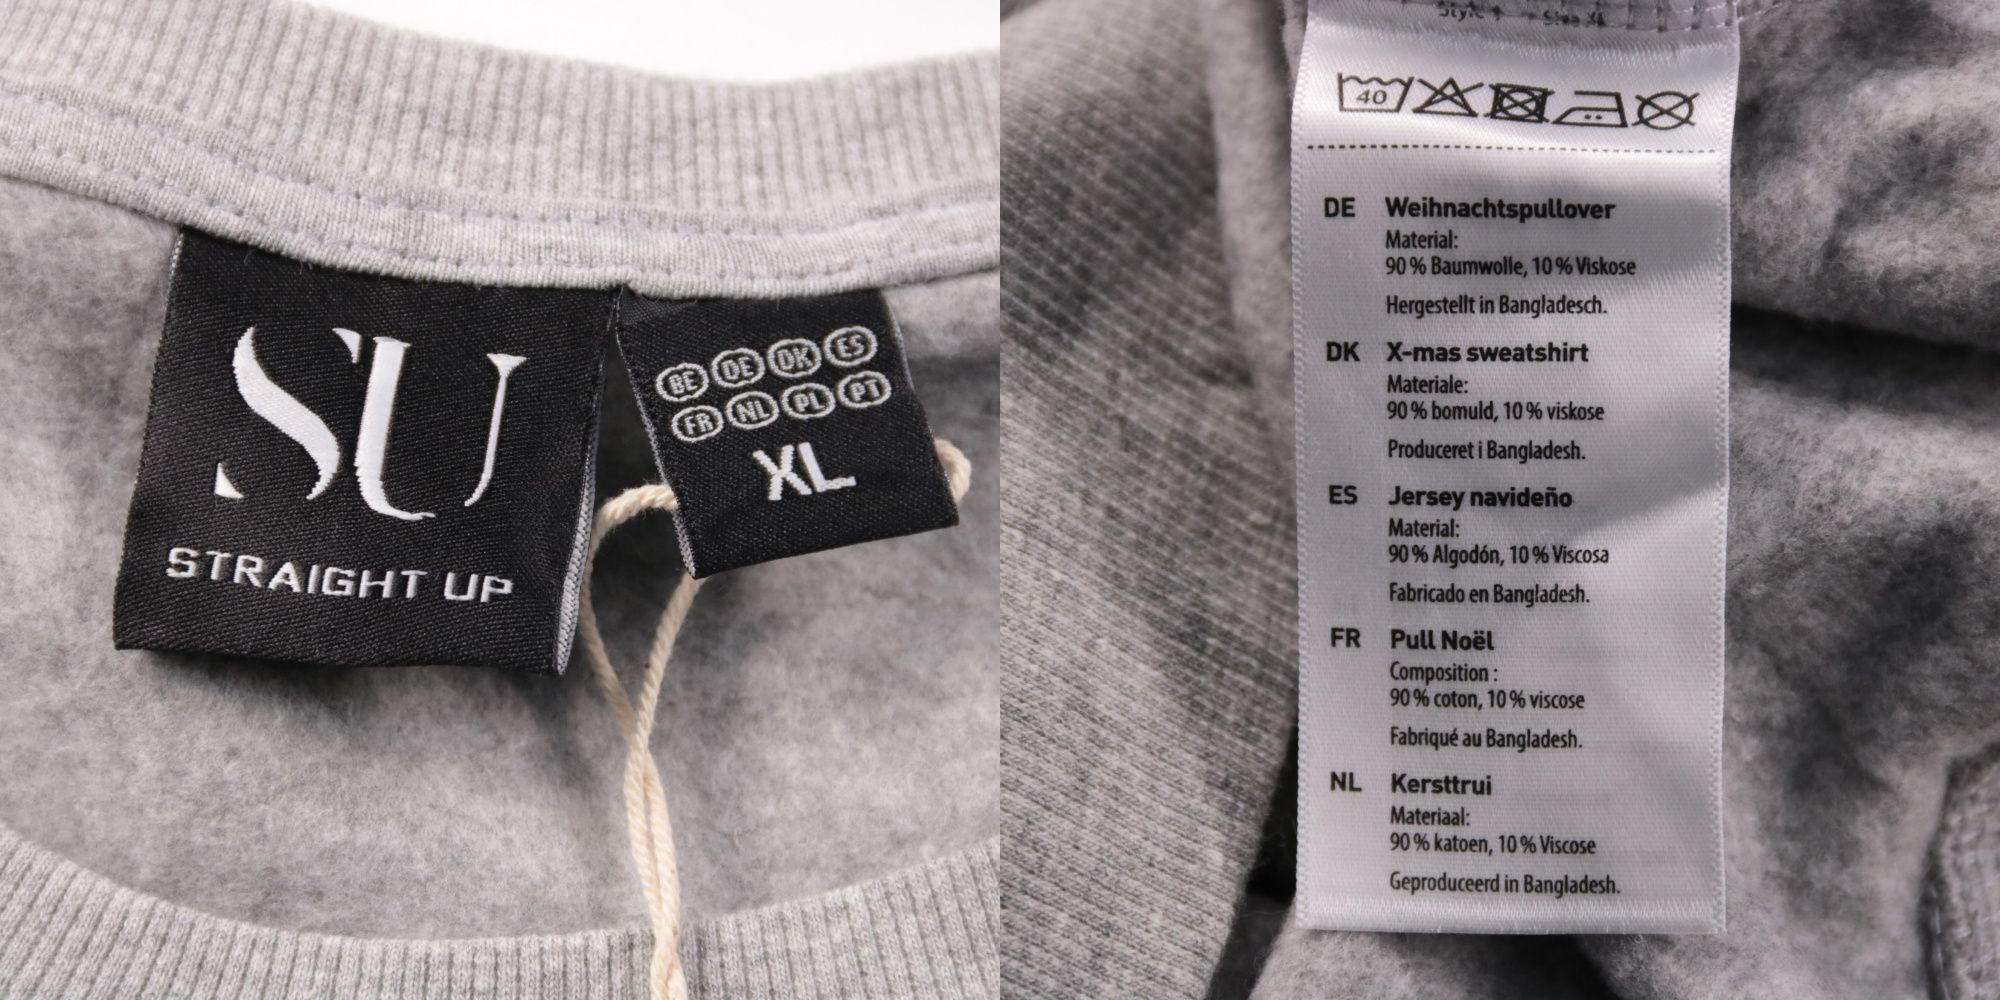 SU
STRAIGHT UP
BE DE DK ES
FR NL PL PT
XL
Style Size XL
40
DE Weihnachtspullover
Material:
90 % Baumwolle, 10 % Viskose
Hergestellt in Bangladesch.
DK X-mas sweatshirt
Materiale:
90 % bomuld, 10 % viskose
Produceret i Bangladesh.
ES Jersey navideño
Material:
90 % Algodón, 10 % Viscosa
Fabricado en Bangladesh.
FR Pull Noël
Composition :
90 % coton, 10 % viscose
Fabriqué au Bangladesh.
NL Kersttrui
Materiaal:
90 % katoen, 10 % Viscose
Geproduceerd in Bangladesh.